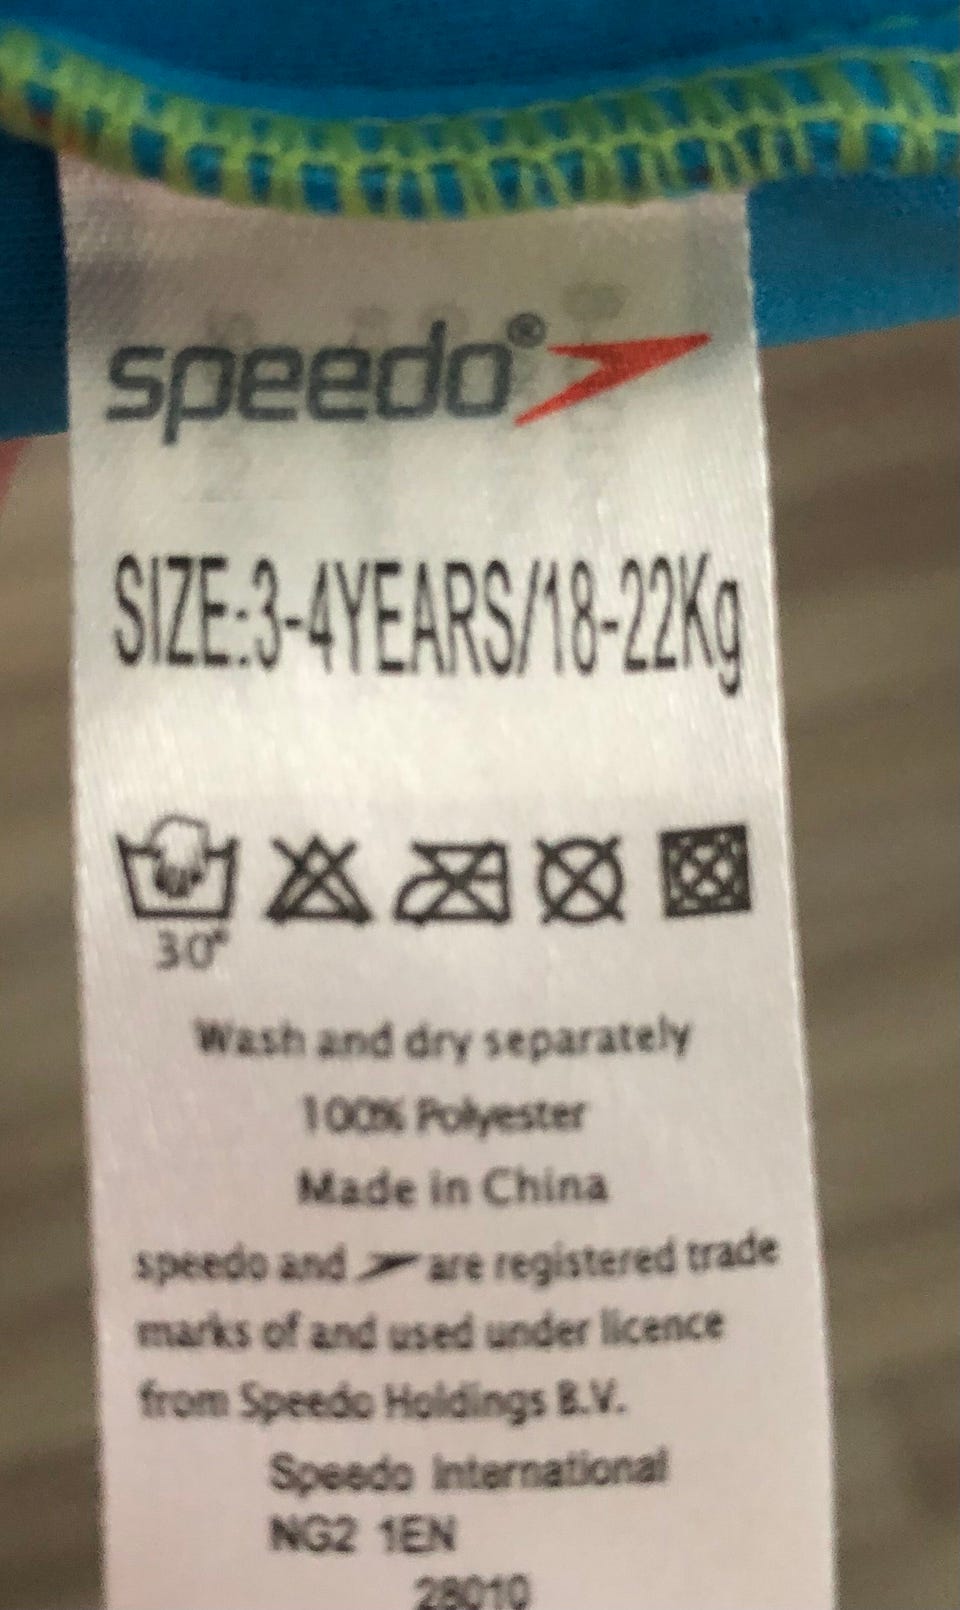 speedo®
SIZE:3-4YEARS/18-22Kg
30°
Wash and dry separately
100% Polyester
Made in China
speedo and are registered trade
marks of and used under licence
from Speedo Holdings B.V.
Speedo International
NG2 1EN
28010